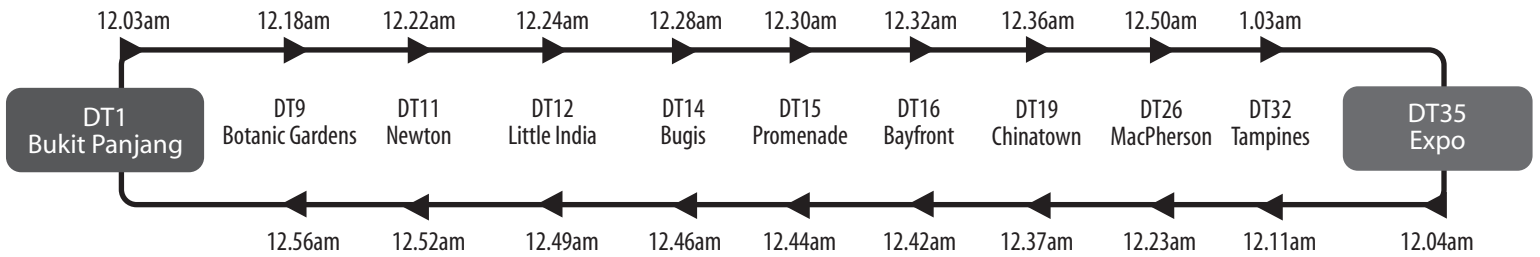 12.03am 12.18am 12.22am 12.24am 12.28am 12.30am 12.32am 12.36am 12.50am 1.03am
DT1
Bukit Panjang
DT9
Botanic Gardens
DT11
Newton
DT12
Little India
DT14
Bugis
DT15
Promenade
DT16
Bayfront
DT19
Chinatown
DT26
MacPherson
DT32
Tampines
DT35
Expo
12.56am 12.52am 12.49am 12.46am 12.44am 12.42am 12.37am 12.23am 12.11am 12.04am